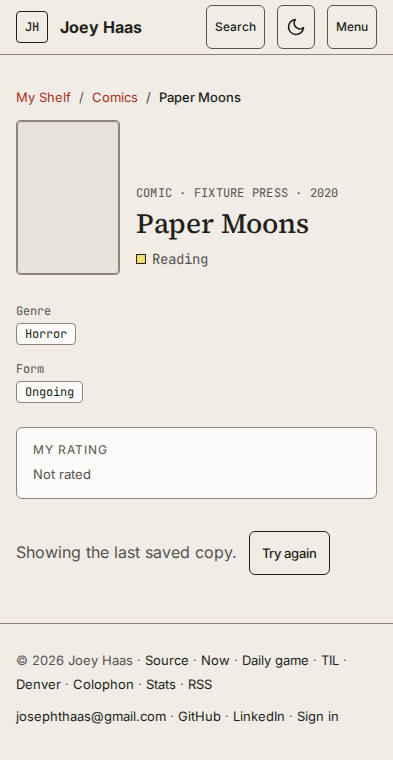 JH Joey Haas Search Menu
My Shelf / Comics / Paper Moons
COMIC · FIXTURE PRESS · 2020
Paper Moons
Reading
Genre
Horror
Form
Ongoing
MY RATING
Not rated
Showing the last saved copy. Try again
© 2026 Joey Haas · Source · Now · Daily game · TIL ·
Denver · Colophon · Stats · RSS
josephthaas@gmail.com · GitHub · LinkedIn · Sign in